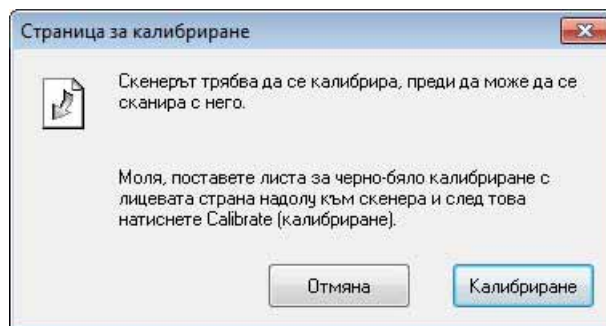 Страница за калибриране
Скенерът трябва да се калибрира, преди да може да се
сканира с него.
Моля, поставете листа за черно-бяло калибриране с
лицевата страна надолу към скенера и след това
натиснете Calibrate (калибриране).
Отмяна
Калибриране